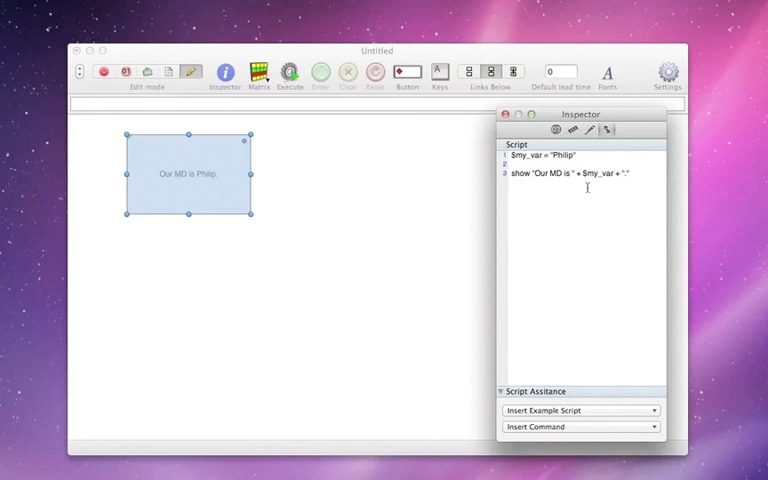 Untitled
0
Edit mode
Inspector
Matrix
Execute
Enter
Clear
Reset
Button
Keys
Links Below
Default lead time
Fonts
Settings
Our MD is Philip.
Inspector
Script
1 $my_var = "Philip"
2
3 show "Our MD is " + $my_var + "."
Script Assitance
Insert Example Script
Insert Command